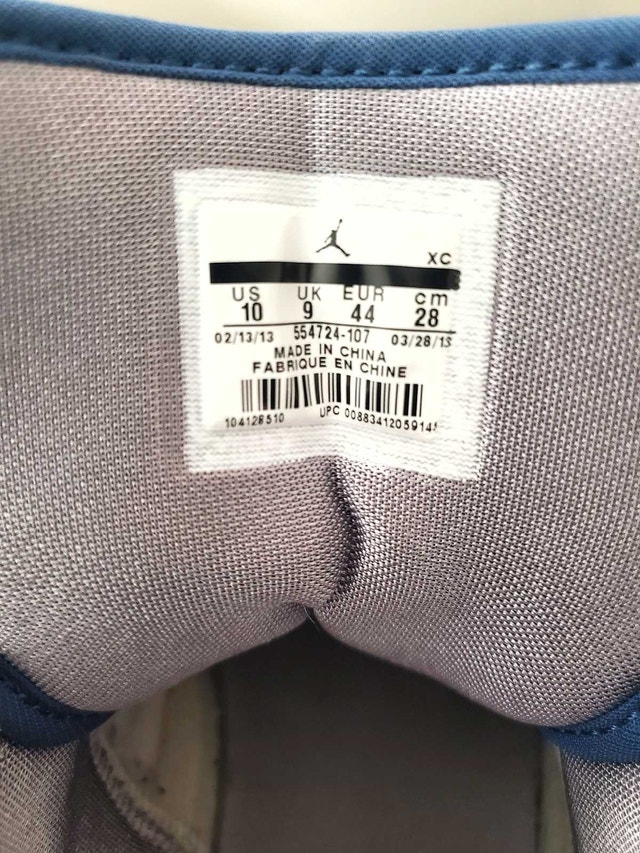 XC
US UK EUR cm
10 9 44 28
02/13/13 554724-107 03/28/13
MADE IN CHINA
FABRIQUE EN CHINE
104128510 UPC 00883412059145